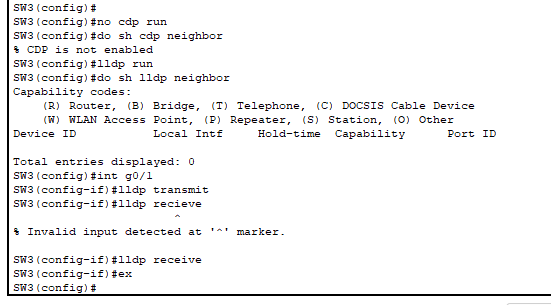 SW3(config)#
SW3(config)#no cdp run
SW3(config)#do sh cdp neighbor
% CDP is not enabled
SW3(config)#lldp run
SW3(config)#do sh lldp neighbor
Capability codes:
    (R) Router, (B) Bridge, (T) Telephone, (C) DOCSIS Cable Device
    (W) WLAN Access Point, (P) Repeater, (S) Station, (O) Other
Device ID           Local Intf     Hold-time  Capability      Port ID

Total entries displayed: 0
SW3(config)#int g0/1
SW3(config-if)#lldp transmit
SW3(config-if)#lldp recieve
                       ^
% Invalid input detected at '^' marker.

SW3(config-if)#lldp receive
SW3(config-if)#ex
SW3(config)#